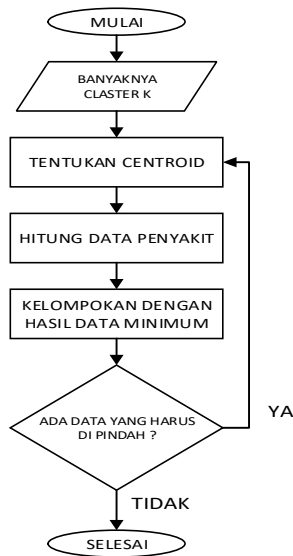 MULAI
BANYAKNYA
CLASTER K
TENTUKAN CENTROID
HITUNG DATA PENYAKIT
KELOMPOKAN DENGAN
HASIL DATA MINIMUM
ADA DATA YANG HARUS
DI PINDAH ?
YA
TIDAK
SELESAI